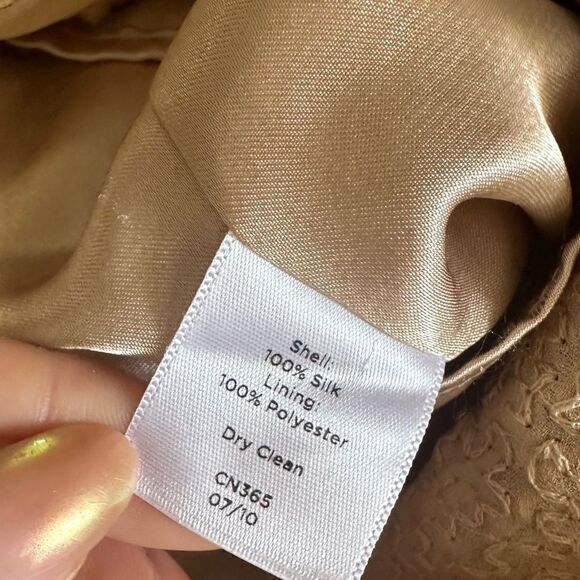 Shell:
100% Silk
Lining:
100% Polyester
Dry Clean
CN365
07/10